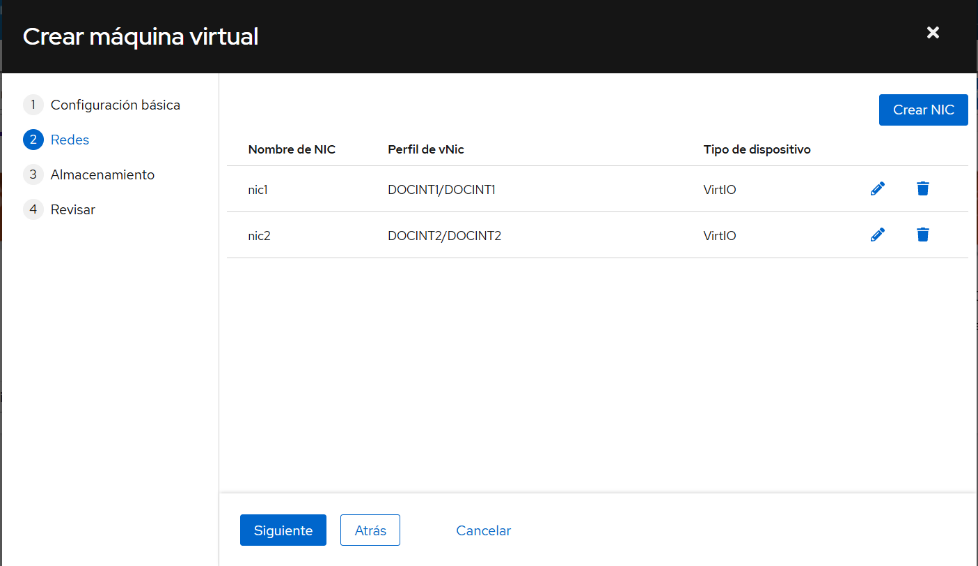 Crear máquina virtual
1 Configuración básica
2 Redes
3 Almacenamiento
4 Revisar
Crear NIC
Nombre de NIC Perfil de vNic Tipo de dispositivo
nic1 DOCINT1/DOCINT1 VirtIO
nic2 DOCINT2/DOCINT2 VirtIO
Siguiente Atrás Cancelar